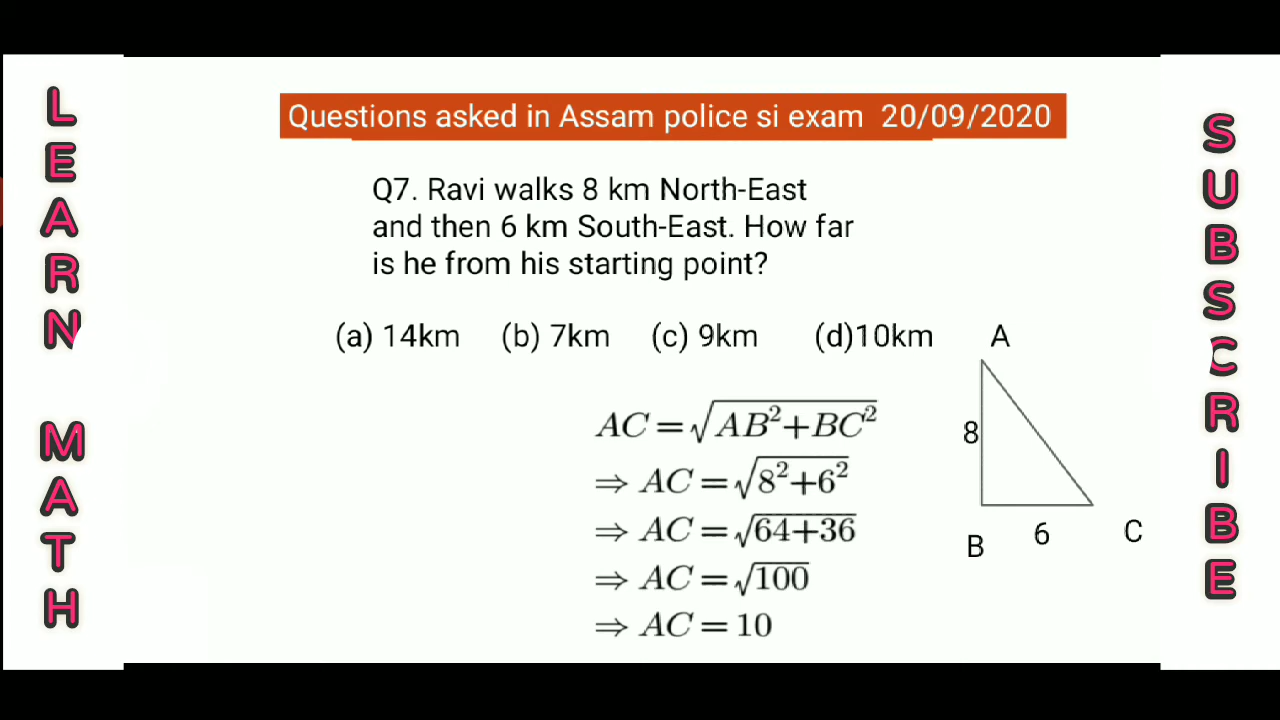 LEARN MATH
Questions asked in Assam police si exam 20/09/2020
Q7. Ravi walks 8 km North-East
and then 6 km South-East. How far
is he from his starting point?
(a) 14km (b) 7km (c) 9km (d)10km
AC = √AB²+BC²
⇒ AC = √8²+6²
⇒ AC = √64+36
⇒ AC = √100
⇒ AC = 10
A
8
B 6 C
SUBSCRIBE